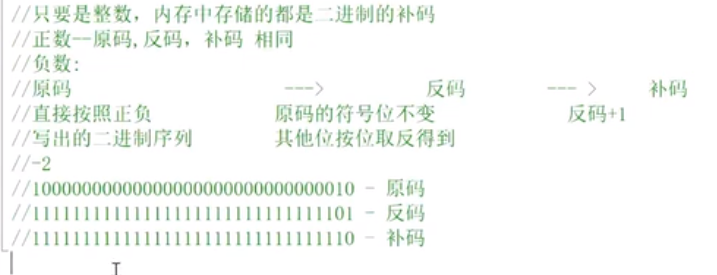 //只要是整数，内存中存储的都是二进制的补码
//正数--原码,反码，补码 相同
//负数:
//原码 ---> 反码 --- > 补码
//直接按照正负 原码的符号位不变 反码+1
//写出的二进制序列 其他位按位取反得到
//-2
//10000000000000000000000000000010 - 原码
//11111111111111111111111111111101 - 反码
//11111111111111111111111111111110 - 补码